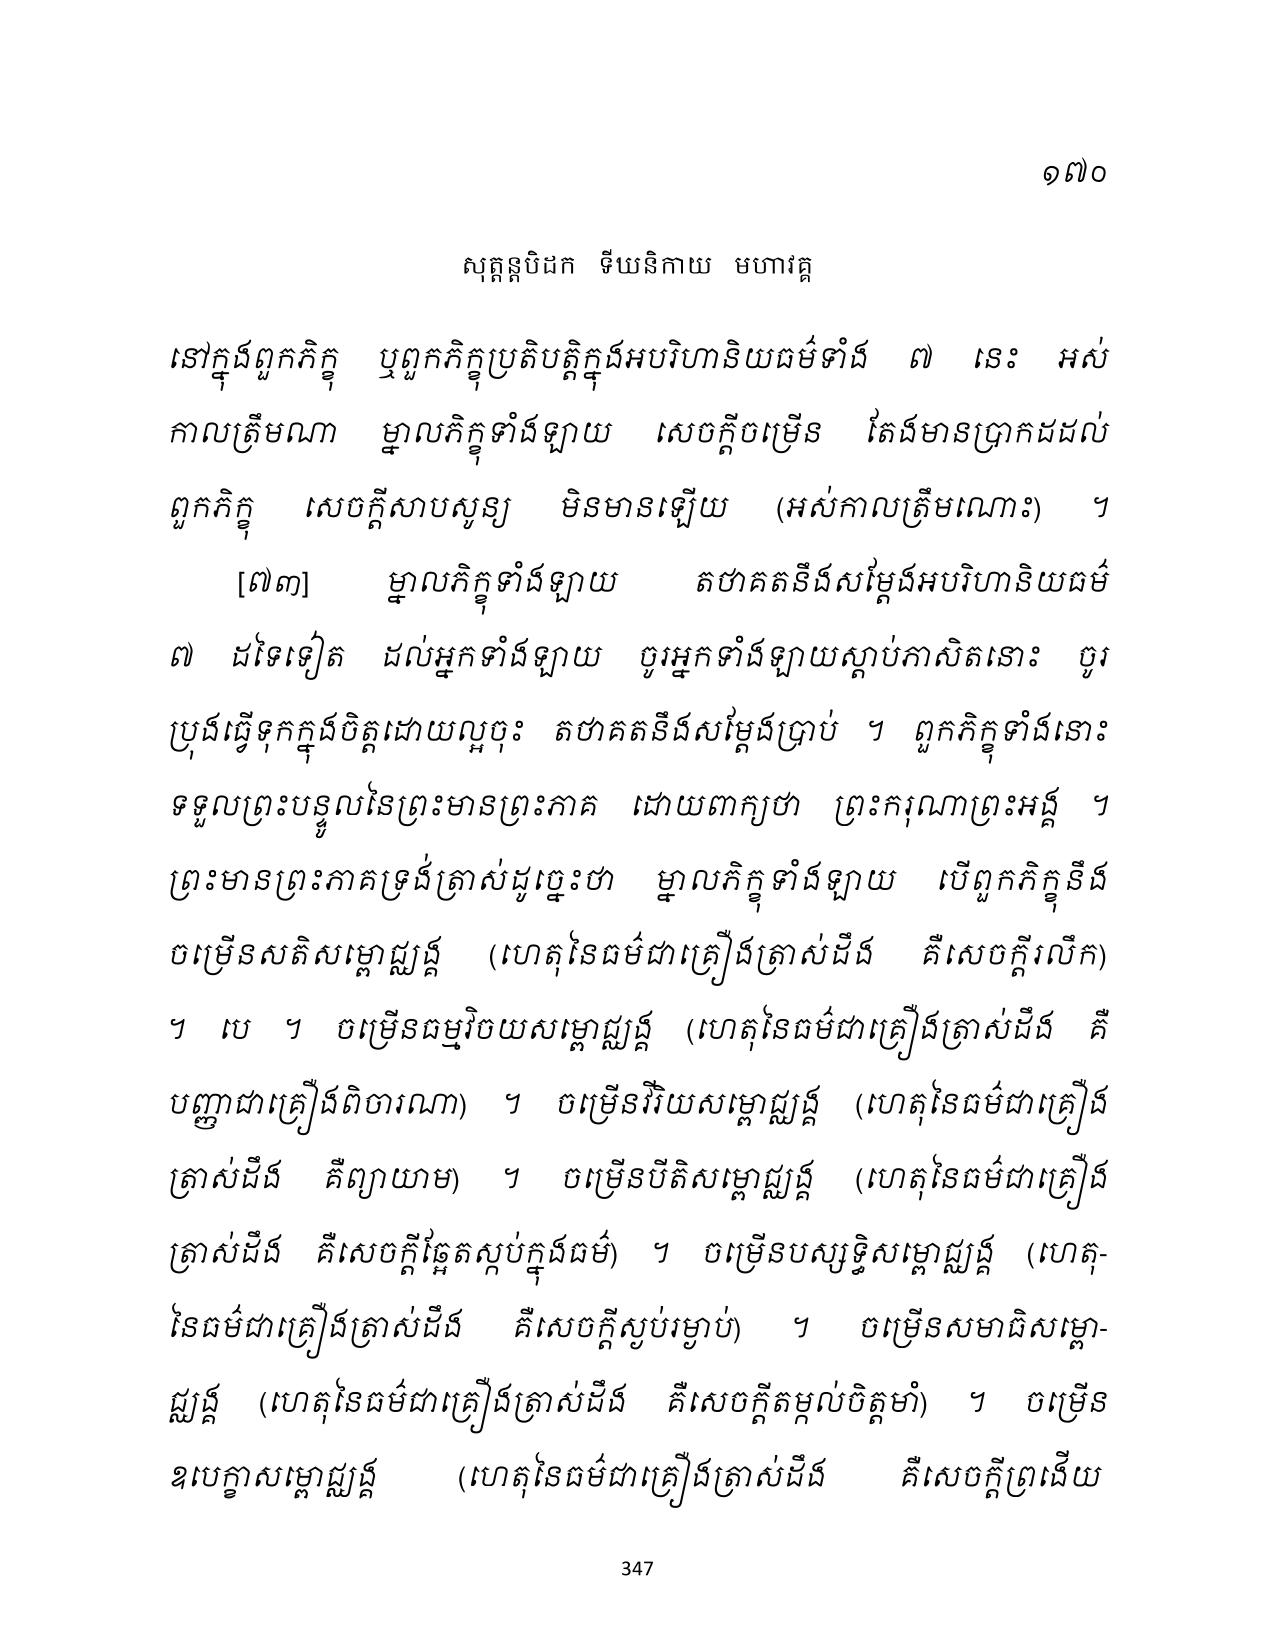 ១៧០
សុត្តន្តបិដក ទីឃនិកាយ មហាវគ្គ
នៅក្នុងពួកភិក្ខុ ឬពួកភិក្ខុប្រតិបត្តិក្នុងអបរិហានិយធម៌ទាំង ៧ នេះ អស់
កាលត្រឹមណា ម្នាលភិក្ខុទាំងឡាយ សេចក្តីចម្រើន តែងមានប្រាកដដល់
ពួកភិក្ខុ សេចក្តីសាបសូន្យ មិនមានឡើយ (អស់កាលត្រឹមណោះ) ។
[៧៣] ម្នាលភិក្ខុទាំងឡាយ តថាគតនឹងសម្តែងអបរិហានិយធម៌
៧ ដទៃទៀត ដល់អ្នកទាំងឡាយ ចូរអ្នកទាំងឡាយស្តាប់ភាសិតនោះ ចូរ
ប្រុងធ្វើទុកក្នុងចិត្តដោយល្អចុះ តថាគតនឹងសម្តែងប្រាប់ ។ ពួកភិក្ខុទាំងនោះ
ទទួលព្រះបន្ទូលនៃព្រះមានព្រះភាគ ដោយពាក្យថា ព្រះករុណាព្រះអង្គ ។
ព្រះមានព្រះភាគទ្រង់ត្រាស់ដូច្នេះថា ម្នាលភិក្ខុទាំងឡាយ បើពួកភិក្ខុនឹង
ចម្រើនសតិសម្ពោជ្ឈង្គ (ហេតុនៃធម៌ជាគ្រឿងត្រាស់ដឹង គឺសេចក្តីរលឹក)
។ បេ ។ ចម្រើនធម្មវិចយសម្ពោជ្ឈង្គ (ហេតុនៃធម៌ជាគ្រឿងត្រាស់ដឹង គឺ
បញ្ញាជាគ្រឿងពិចារណា) ។ ចម្រើនវីរិយសម្ពោជ្ឈង្គ (ហេតុនៃធម៌ជាគ្រឿង
ត្រាស់ដឹង គឺព្យាយាម) ។ ចម្រើនបីតិសម្ពោជ្ឈង្គ (ហេតុនៃធម៌ជាគ្រឿង
ត្រាស់ដឹង គឺសេចក្តីឆ្អែតស្កប់ក្នុងធម៌) ។ ចម្រើនបស្សទ្ធិសម្ពោជ្ឈង្គ (ហេតុ-
នៃធម៌ជាគ្រឿងត្រាស់ដឹង គឺសេចក្តីស្ងប់រម្ងាប់) ។ ចម្រើនសមាធិសម្ពោ-
ជ្ឈង្គ (ហេតុនៃធម៌ជាគ្រឿងត្រាស់ដឹង គឺសេចក្តីតម្កល់ចិត្តមាំ) ។ ចម្រើន
ឧបេក្ខាសម្ពោជ្ឈង្គ (ហេតុនៃធម៌ជាគ្រឿងត្រាស់ដឹង គឺសេចក្តីព្រងើយ
347